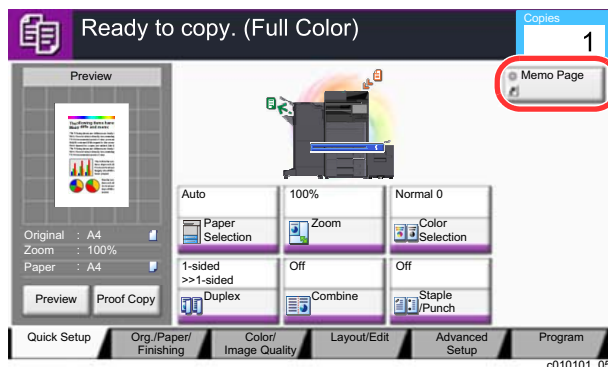 Ready to copy. (Full Color)
Copies
1
Preview
Memo Page
Original : A4
Zoom : 100%
Paper : A4
Preview
Proof Copy
Auto
Paper
Selection
100%
Zoom
Normal 0
Color
Selection
1-sided
>>1-sided
Duplex
Off
Combine
Off
Staple
/Punch
Quick Setup
Org./Paper/
Finishing
Color/
Image Quality
Layout/Edit
Advanced
Setup
Program
c010101_05